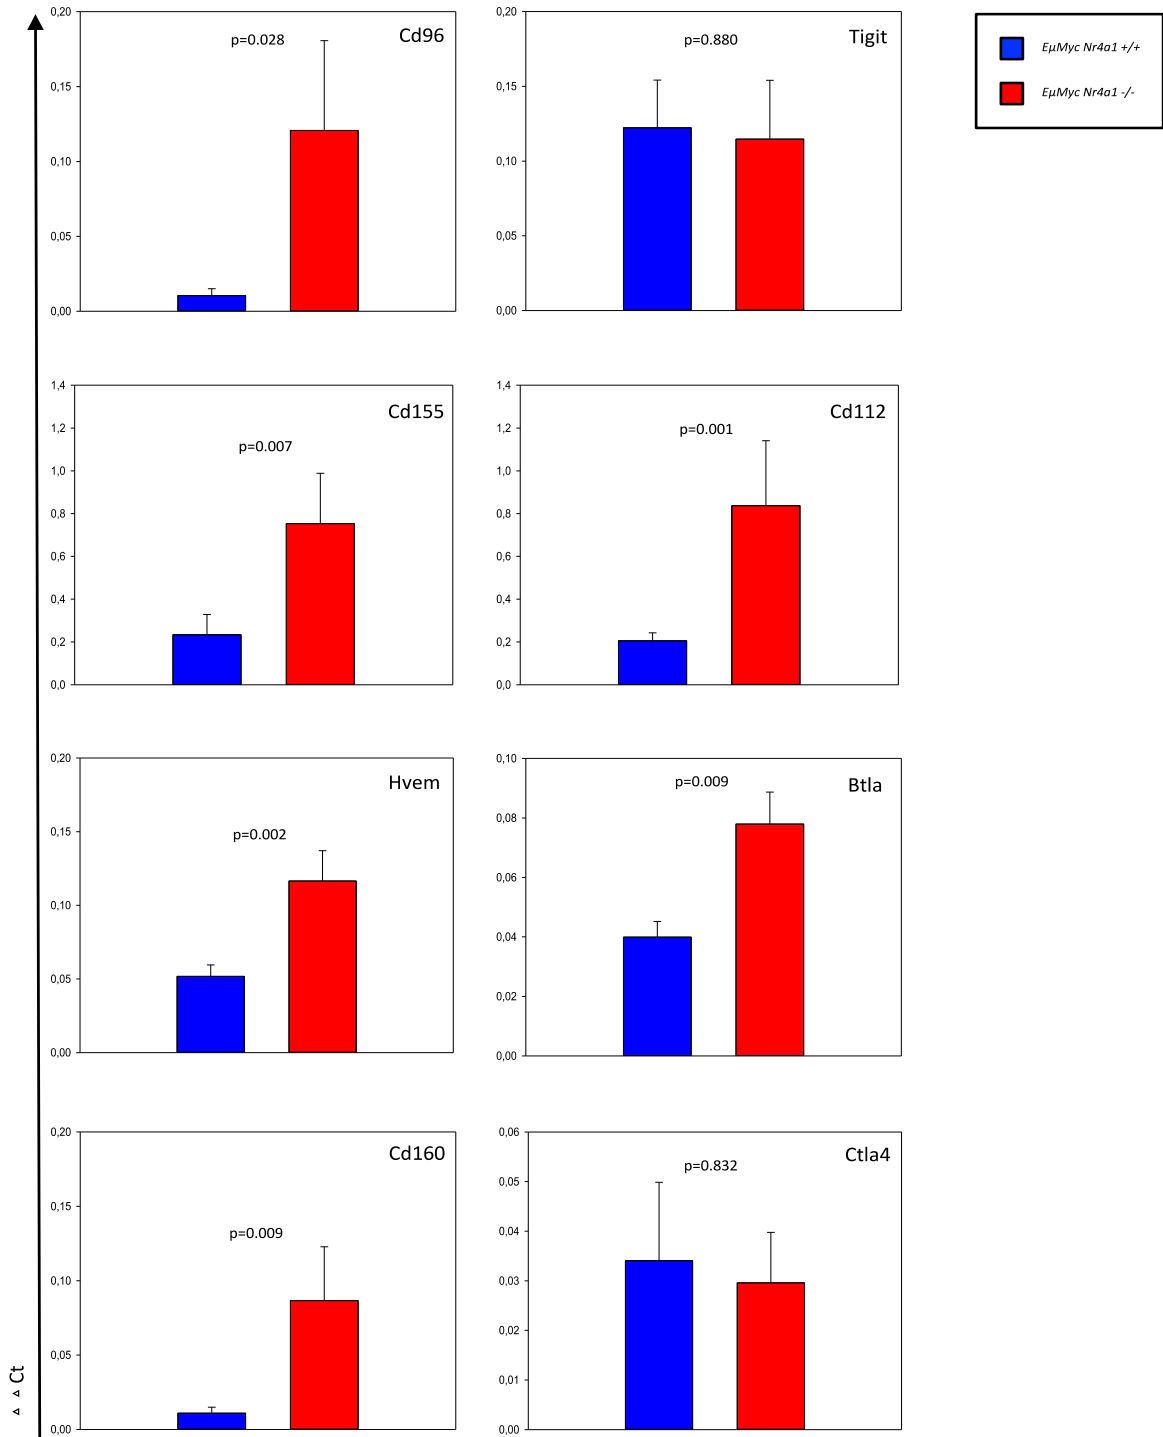 0,20
0,15
0,10
0,05
0,00
p=0.028
Cd96
0,20
0,15
0,10
0,05
0,00
p=0.880
Tigit
EμMyc Nr4a1 +/+
EμMyc Nr4a1 -/-
1,4
1,2
1,0
0,8
0,6
0,4
0,2
0,0
Cd155
p=0.007
1,4
1,2
1,0
0,8
0,6
0,4
0,2
0,0
Cd112
p=0.001
0,20
0,15
0,10
0,05
0,00
Hvem
p=0.002
0,10
0,08
0,06
0,04
0,02
0,00
p=0.009
Btla
0,20
0,15
0,10
0,05
0,00
Cd160
p=0.009
0,06
0,05
0,04
0,03
0,02
0,01
0,00
Ctla4
p=0.832
△ △ Ct